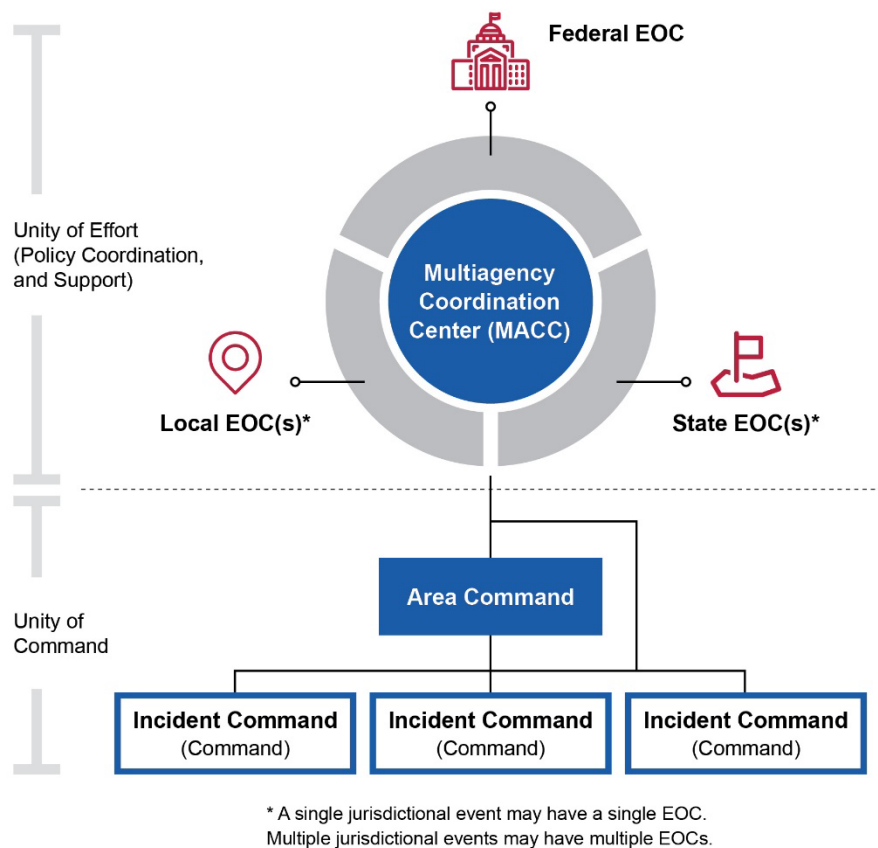 Federal EOC
Unity of Effort
(Policy Coordination,
and Support)
Multiagency
Coordination
Center (MACC)
Local EOC(s)*
State EOC(s)*
Area Command
Unity of
Command
Incident Command
(Command)
Incident Command
(Command)
Incident Command
(Command)
* A single jurisdictional event may have a single EOC.
Multiple jurisdictional events may have multiple EOCs.